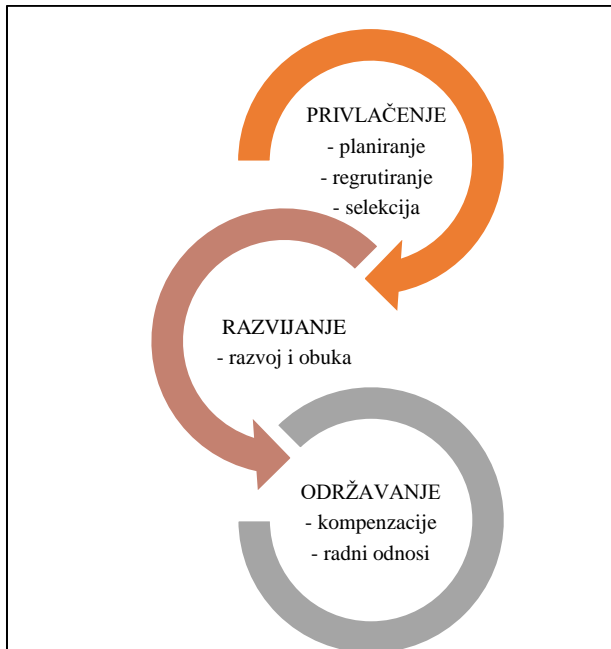 PRIVLAČENJE
- planiranje
- regrutiranje
- selekcija
RAZVIJANJE
- razvoj i obuka
ODRŽAVANJE
- kompenzacije
- radni odnosi